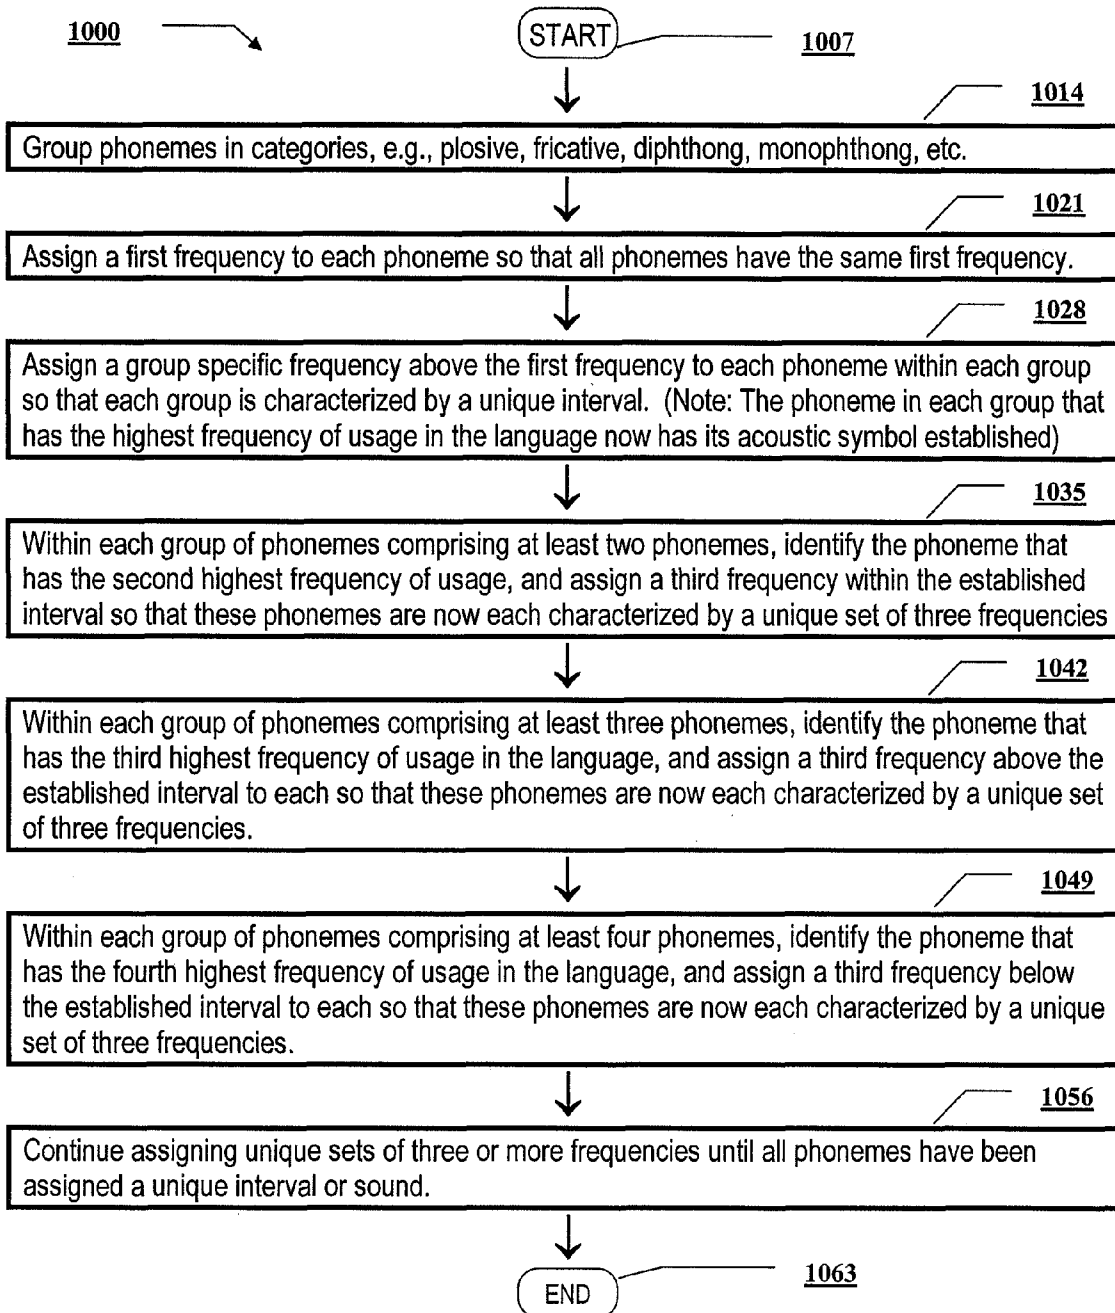 1000
START
1007
1014
Group phonemes in categories, e.g., plosive, fricative, diphthong, monophthong, etc.
1021
Assign a first frequency to each phoneme so that all phonemes have the same first frequency.
1028
Assign a group specific frequency above the first frequency to each phoneme within each group
so that each group is characterized by a unique interval. (Note: The phoneme in each group that
has the highest frequency of usage in the language now has its acoustic symbol established)
1035
Within each group of phonemes comprising at least two phonemes, identify the phoneme that
has the second highest frequency of usage, and assign a third frequency within the established
interval so that these phonemes are now each characterized by a unique set of three frequencies
1042
Within each group of phonemes comprising at least three phonemes, identify the phoneme that
has the third highest frequency of usage in the language, and assign a third frequency above the
established interval to each so that these phonemes are now each characterized by a unique set
of three frequencies.
1049
Within each group of phonemes comprising at least four phonemes, identify the phoneme that
has the fourth highest frequency of usage in the language, and assign a third frequency below
the established interval to each so that these phonemes are now each characterized by a unique
set of three frequencies.
1056
Continue assigning unique sets of three or more frequencies until all phonemes have been
assigned a unique interval or sound.
1063
END